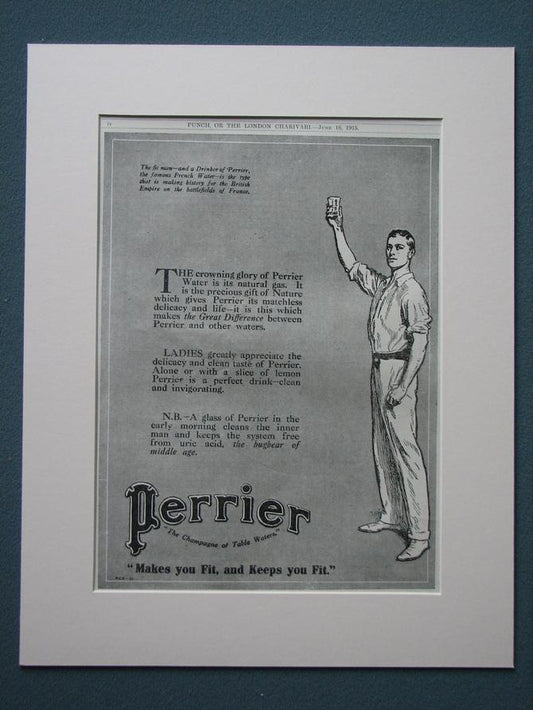 PUNCH, OR THE LONDON CHARIVARI.—June 16, 1915.
The fit man—and a Drinker of Perrier,
the famous French Water—is the type
that is making history for the British
Empire on the battlefields of France.
THE crowning glory of Perrier
Water is its natural gas. It
is the precious gift of Nature
which gives Perrier its matchless
delicacy and life—it is this which
makes the Great Difference between
Perrier and other waters.
LADIES greatly appreciate the
delicacy and clean taste of Perrier.
Alone or with a slice of lemon
Perrier is a perfect drink—clean
and invigorating.
N.B.—A glass of Perrier in the
early morning cleans the inner
man and keeps the system free
from uric acid, the bugbear of
middle age.
Perrier
"The Champagne of Table Waters."
"Makes you Fit, and Keeps you Fit."